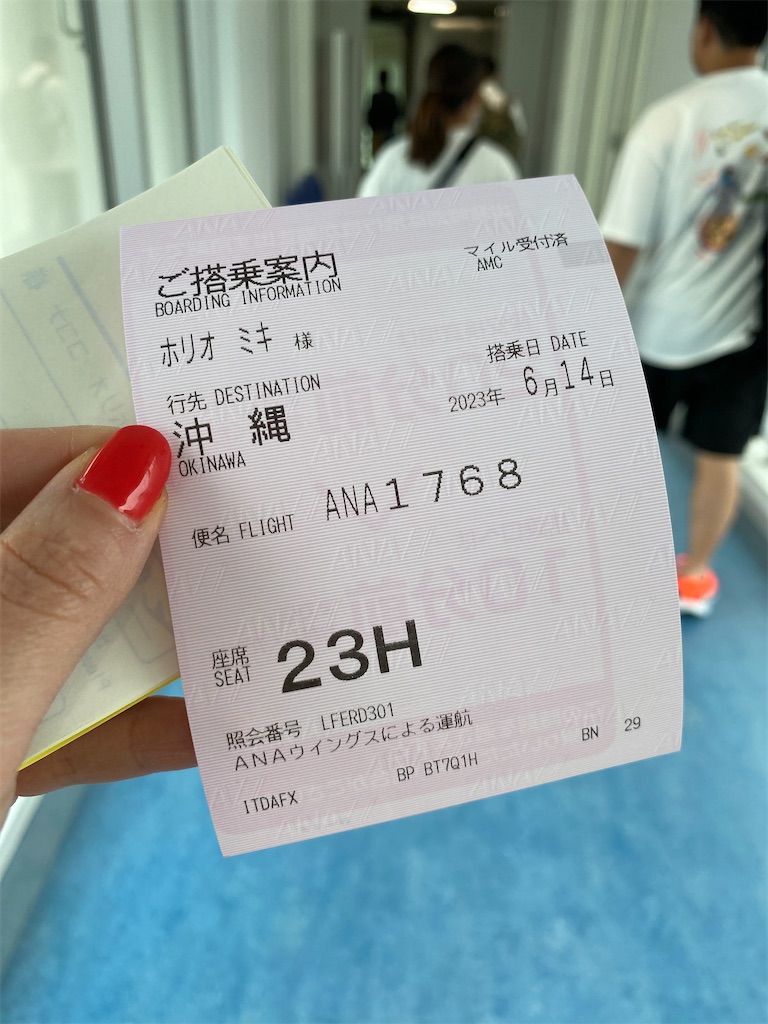 ご搭乗案内
BOARDING INFORMATION
マイル受付済
AMC
ホリオ ミキ 様
搭乗日 DATE
2023年 6月14日
行先 DESTINATION
沖縄
OKINAWA
便名 FLIGHT ANA1768
座席
SEAT
23H
照会番号 LFERD301
ANAウイングスによる運航
ITDAFX
BP BT7Q1H
BN 29